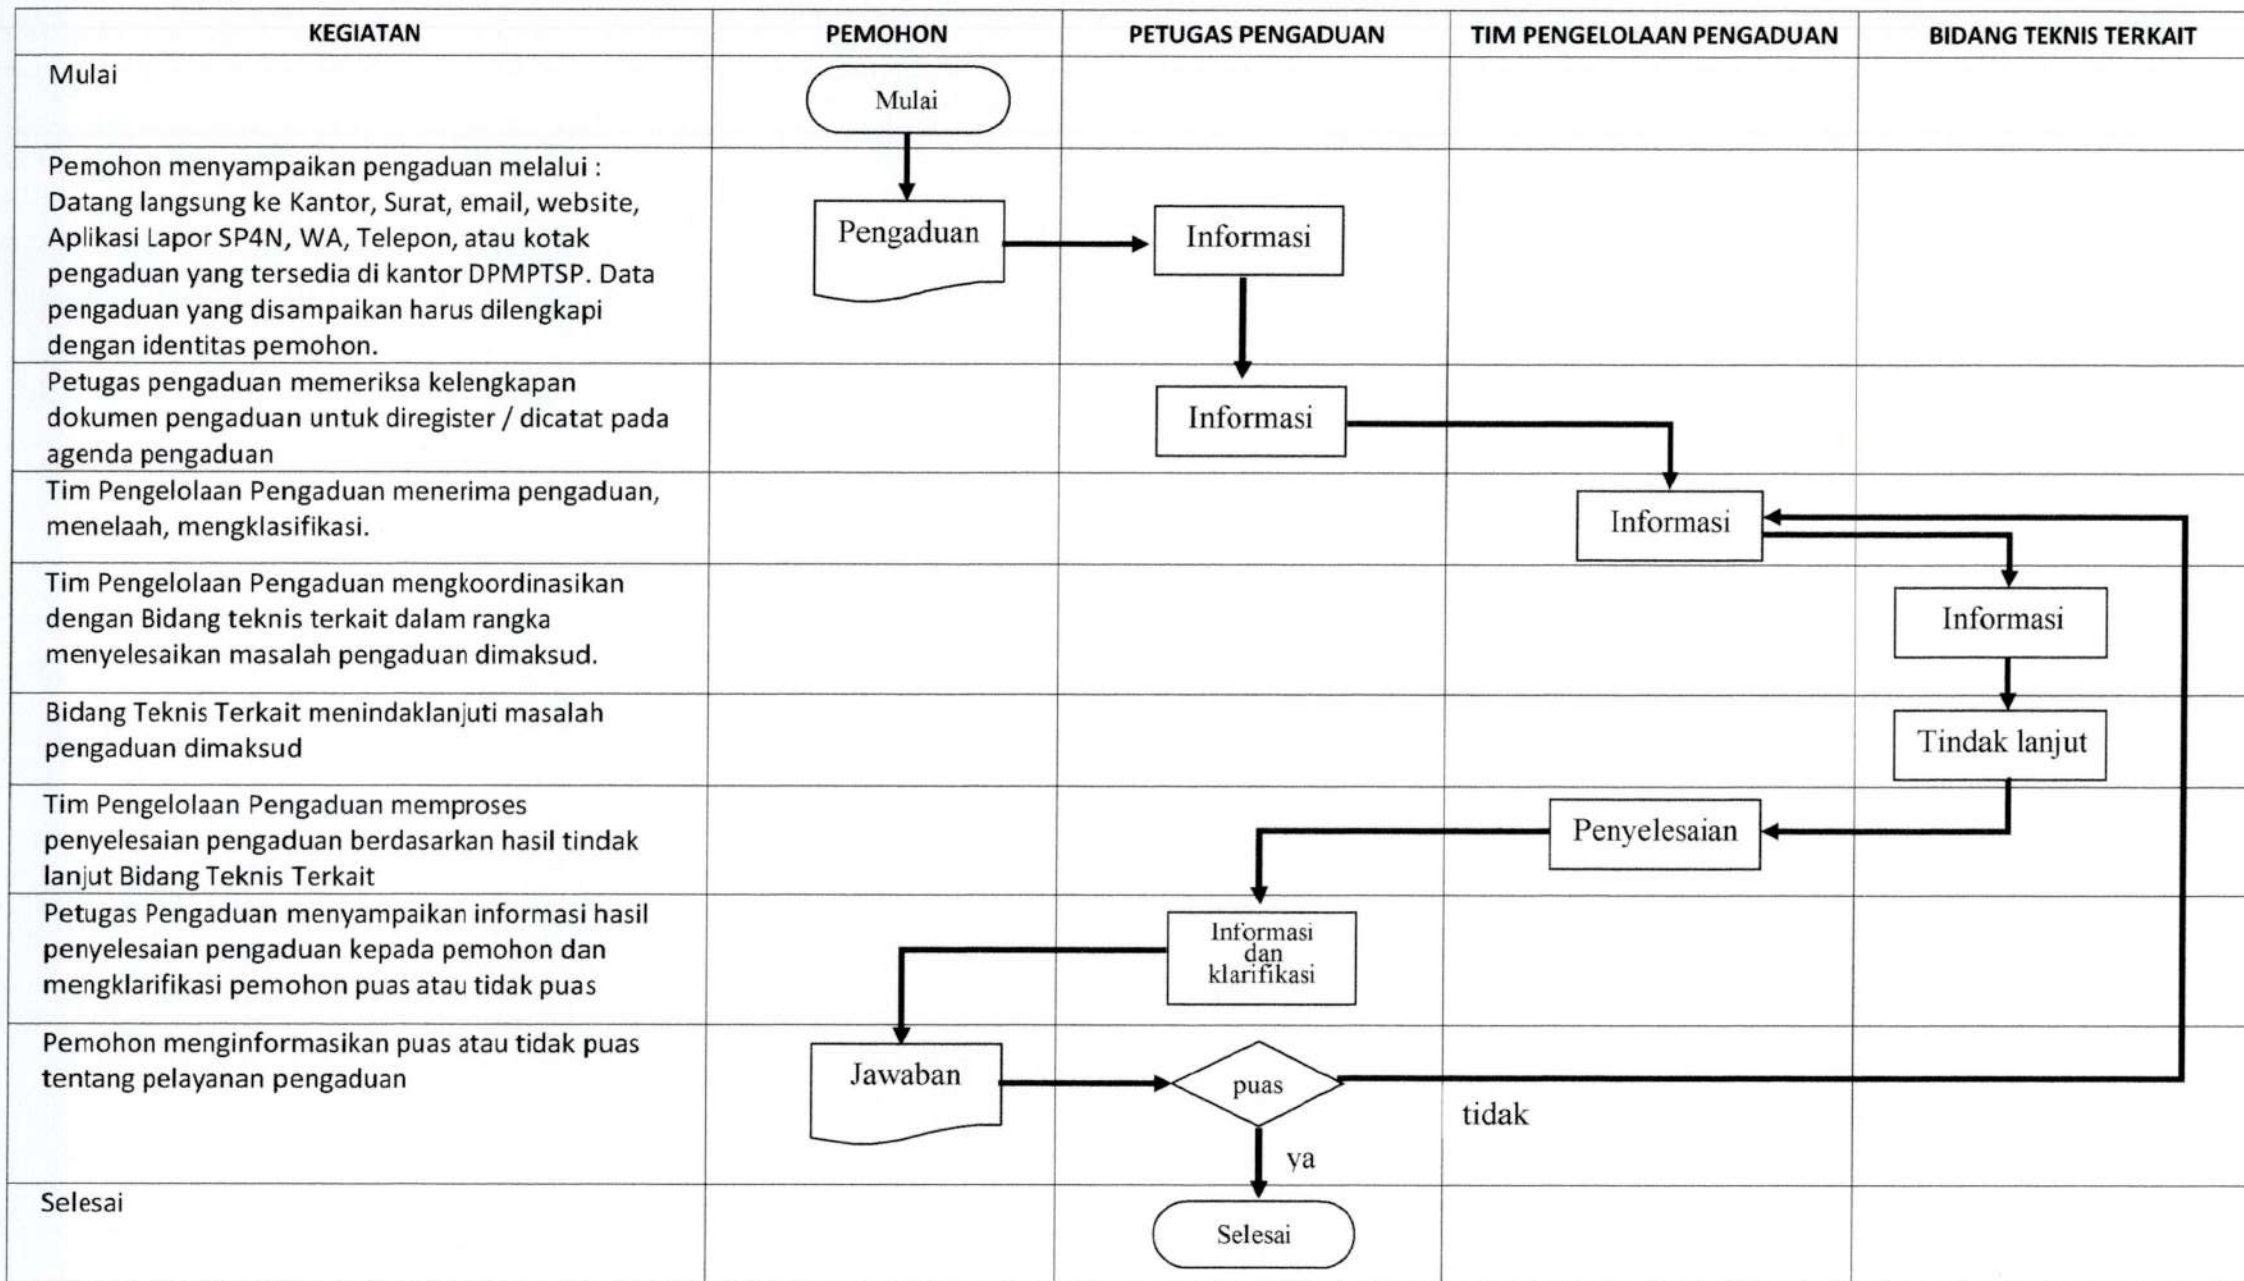 KEGIATAN
PEMOHON
PETUGAS PENGADUAN
TIM PENGELOLAAN PENGADUAN
BIDANG TEKNIS TERKAIT
Mulai
Mulai
Pemohon menyampaikan pengaduan melalui :
Datang langsung ke Kantor, Surat, email, website,
Aplikasi Lapor SP4N, WA, Telepon, atau kotak
pengaduan yang tersedia di kantor DPMPTSP. Data
pengaduan yang disampaikan harus dilengkapi
dengan identitas pemohon.
Pengaduan
Informasi
Petugas pengaduan memeriksa kelengkapan
dokumen pengaduan untuk diregister / dicatat pada
agenda pengaduan
Informasi
Tim Pengelolaan Pengaduan menerima pengaduan,
menelaah, mengklasifikasi.
Informasi
Tim Pengelolaan Pengaduan mengkoordinasikan
dengan Bidang teknis terkait dalam rangka
menyelesaikan masalah pengaduan dimaksud.
Informasi
Bidang Teknis Terkait menindaklanjuti masalah
pengaduan dimaksud
Tindak lanjut
Tim Pengelolaan Pengaduan memproses
penyelesaian pengaduan berdasarkan hasil tindak
lanjut Bidang Teknis Terkait
Penyelesaian
Petugas Pengaduan menyampaikan informasi hasil
penyelesaian pengaduan kepada pemohon dan
mengklarifikasi pemohon puas atau tidak puas
Informasi
dan
klarifikasi
Pemohon menginformasikan puas atau tidak puas
tentang pelayanan pengaduan
Jawaban
puas
tidak
ya
Selesai
Selesai